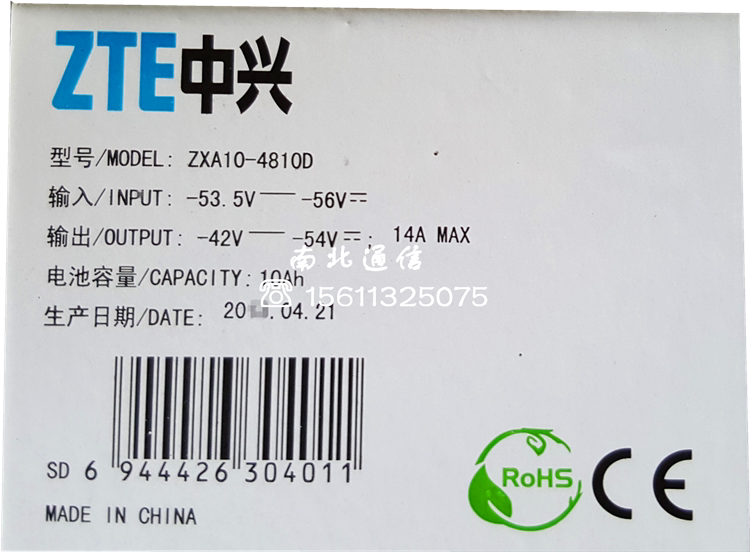 ZTE中兴
型号/MODEL: ZXA10-4810D
输入/INPUT: -53.5V — -56V⎓
输出/OUTPUT: -42V — -54V⎓; 14A MAX
南北通信
电池容量/CAPACITY: 10Ah
☎ 15611325075
生产日期/DATE: 20 .04.21
SD 6 944426 304011
RoHS CE
MADE IN CHINA